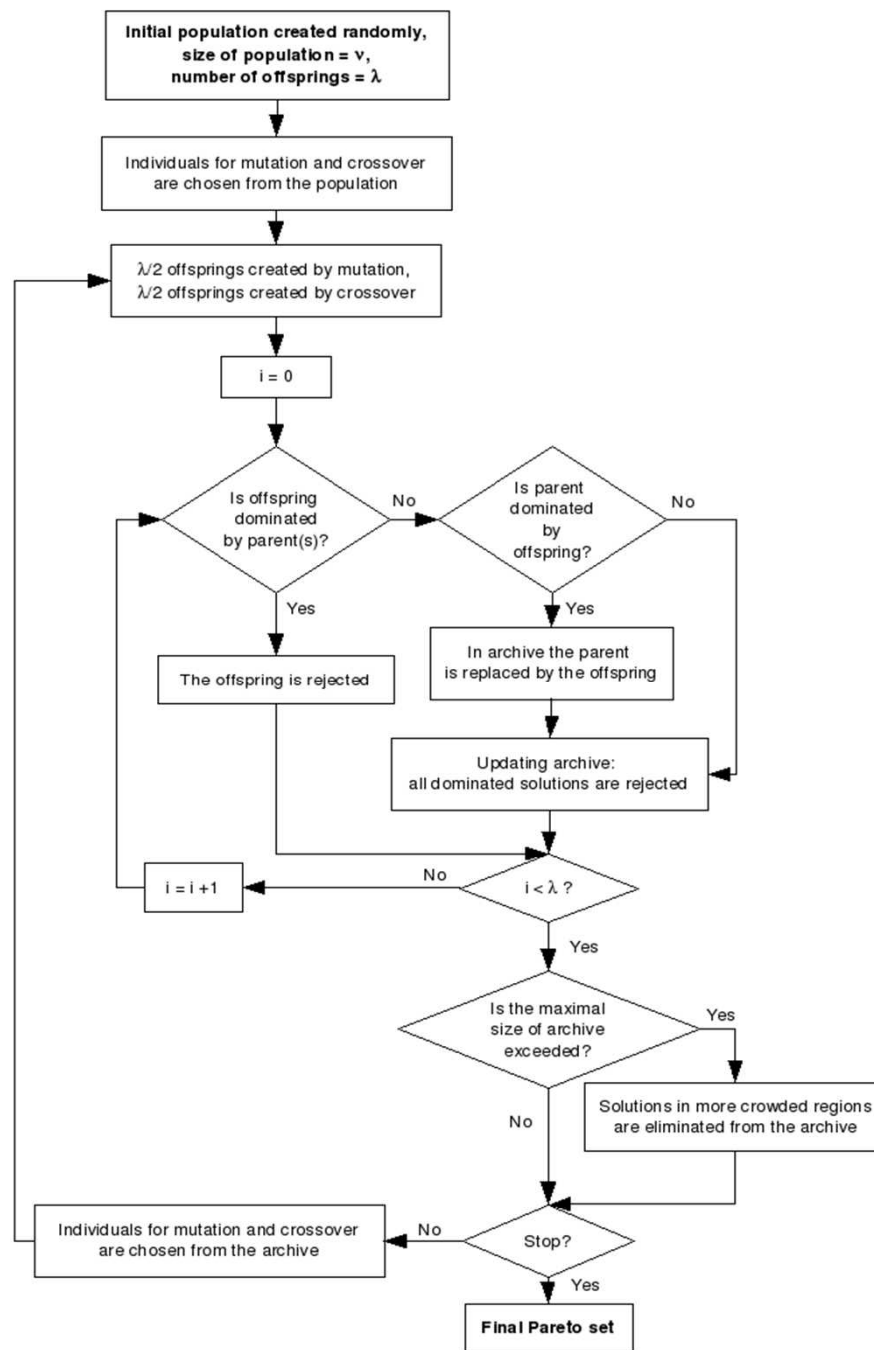 Initial population created randomly,
size of population = ν,
number of offsprings = λ
Individuals for mutation and crossover
are chosen from the population
λ/2 offsprings created by mutation,
λ/2 offsprings created by crossover
i = 0
Is offspring
dominated
by parent(s)?
No
Is parent
dominated
by
offspring?
No
Yes
Yes
The offspring is rejected
In archive the parent
is replaced by the offspring
Updating archive:
all dominated solutions are rejected
i = i +1
No
i < λ ?
Yes
Is the maximal
size of archive
exceeded?
Yes
No
Solutions in more crowded regions
are eliminated from the archive
Individuals for mutation and crossover
are chosen from the archive
No
Stop?
Yes
Final Pareto set